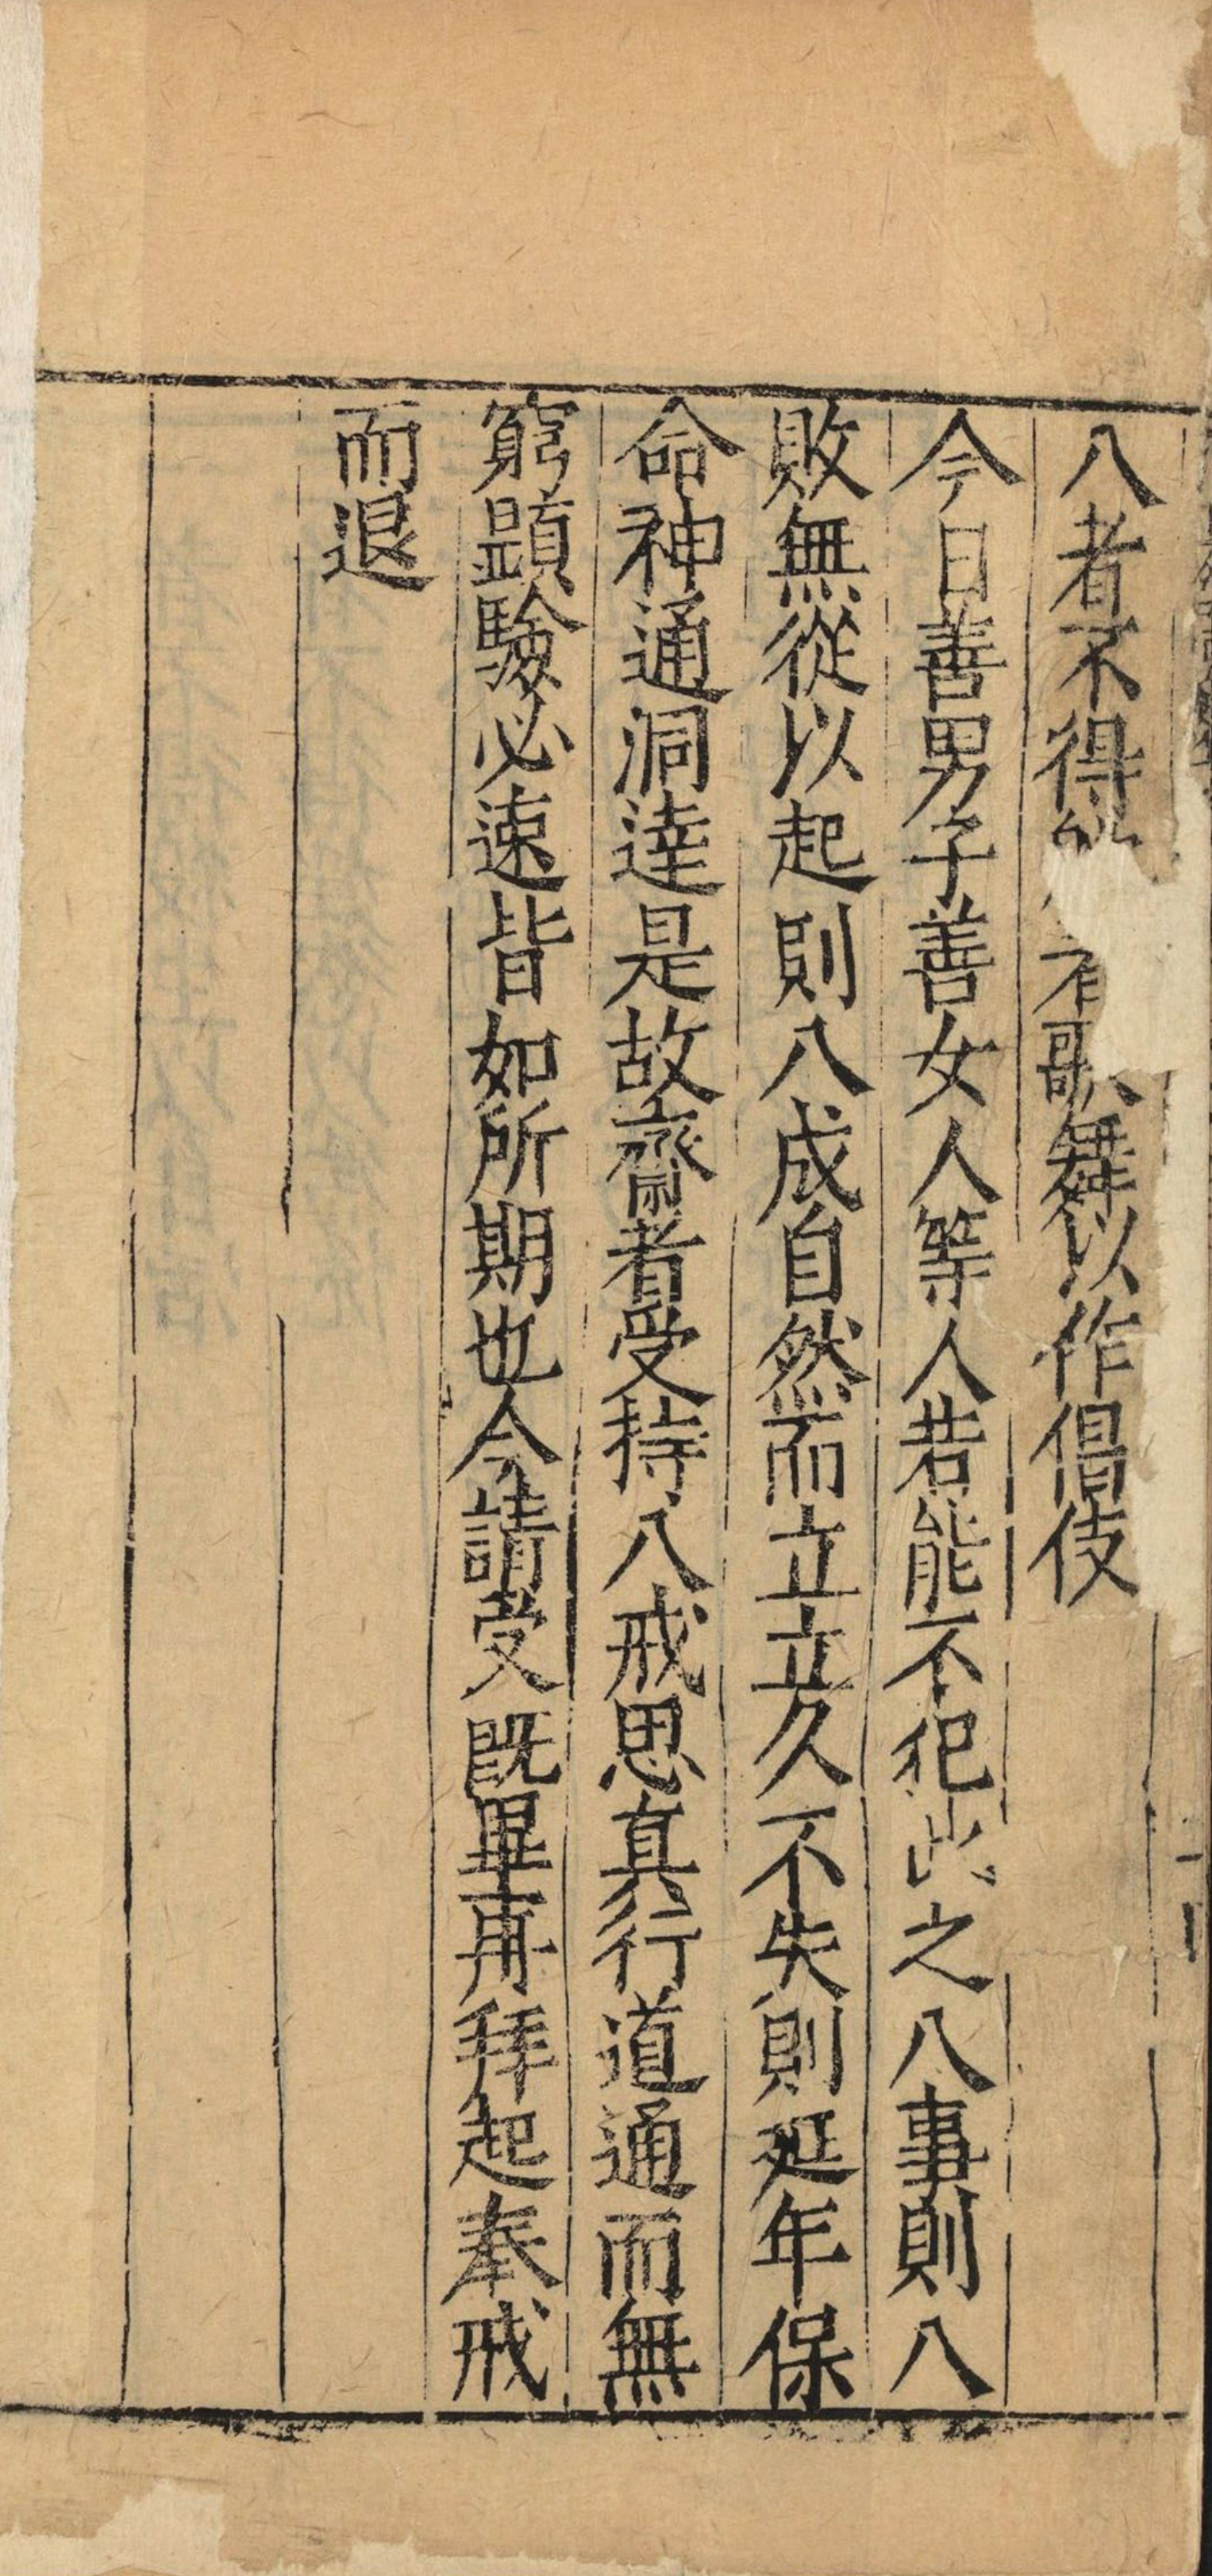 八者不得歌舞以作倡伎
今日善男子善女人等人若能不犯此之八事則八
敗無從以起則八成自然而立立久不失則延年保
命神通洞達是故齋者受持八戒思真行道通而無
窮顕驗必速皆如所期也今請受既畢再拜起奉戒
而退